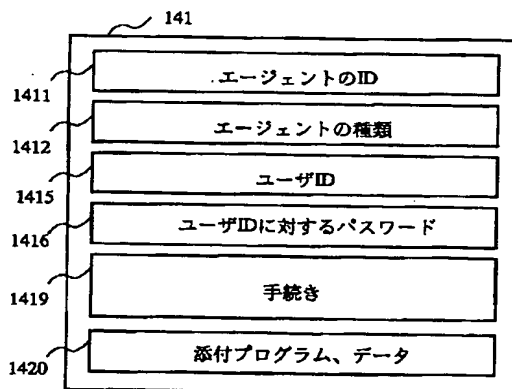 141
1411
エージェントのID
1412
エージェントの種類
1415
ユーザID
1416
ユーザIDに対するパスワード
1419
手続き
1420
添付プログラム、データ